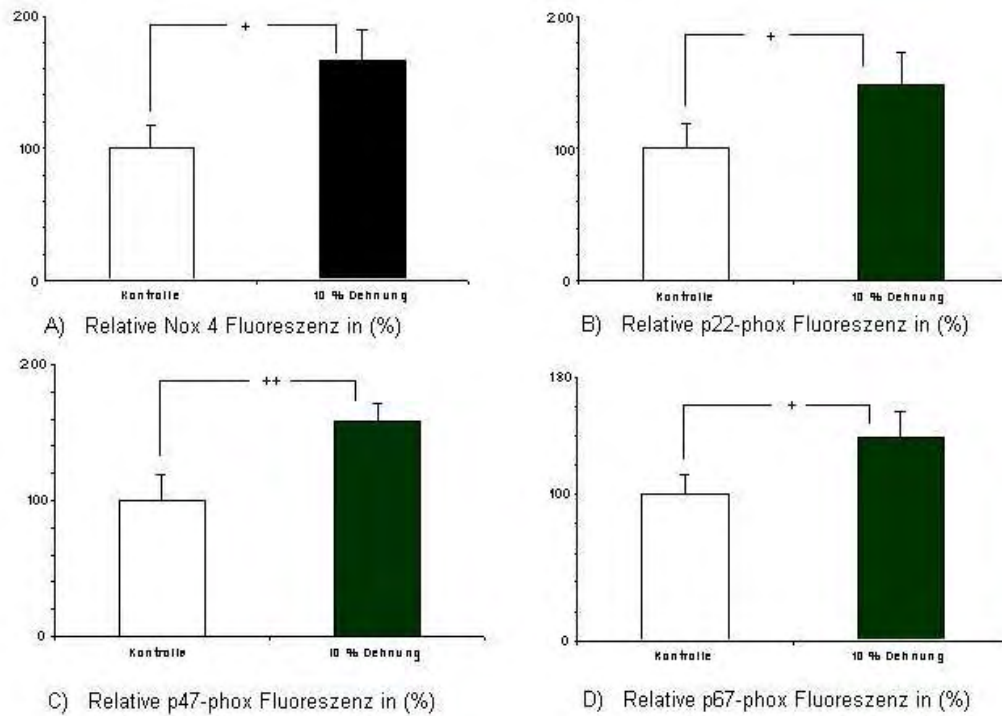 200
+
100
0
Kontrolle
10 % Dehnung
A) Relative Nox 4 Fluoreszenz in (%)
200
+
100
0
Kontrolle
10 % Dehnung
B) Relative p22-phox Fluoreszenz in (%)
200
++
100
0
Kontrolle
10 % Dehnung
C) Relative p47-phox Fluoreszenz in (%)
180
+
100
0
Kontrolle
10 % Dehnung
D) Relative p67-phox Fluoreszenz in (%)